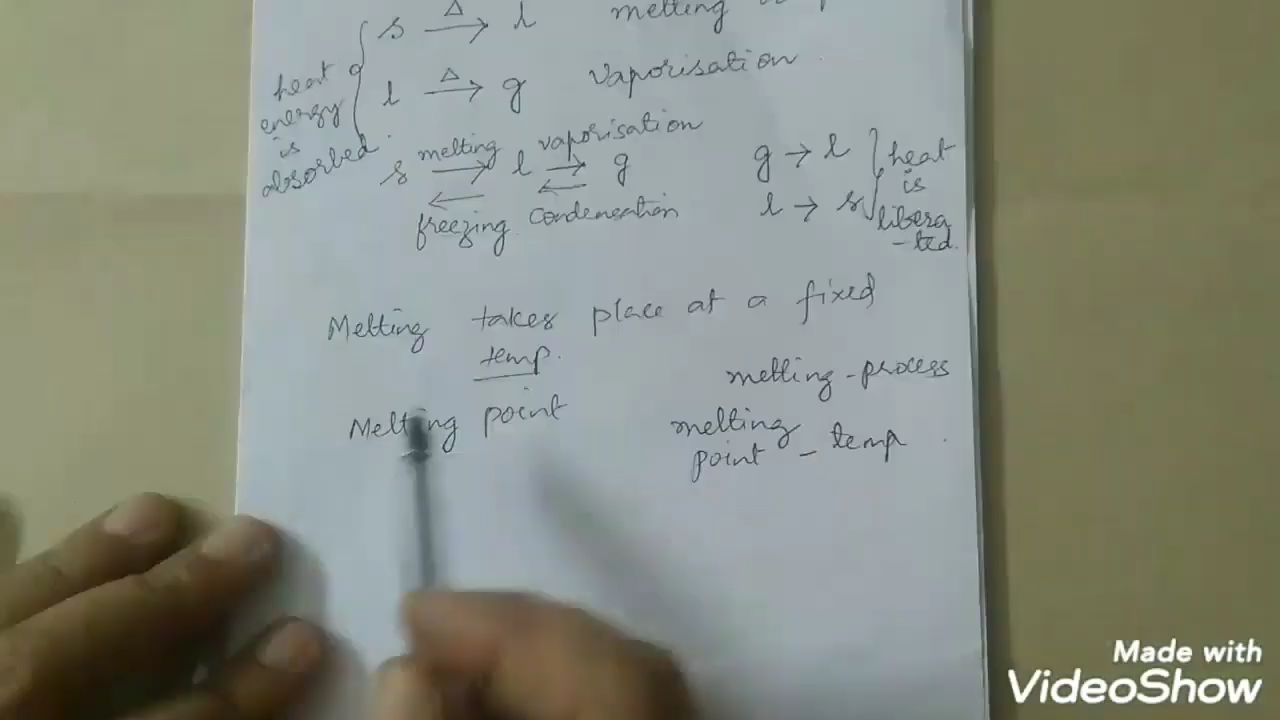 s —Δ→ l melting
l —Δ→ g Vaporisation
heat
energy
is
absorbed
melting vaporisation
s → l → g
← ←
freezing condensation
g → l
l → s
heat
is
libera
-ted.
Melting takes place at a fixed
temp.
melting - process
Melting point
melting
point - temp
Made with
VideoShow